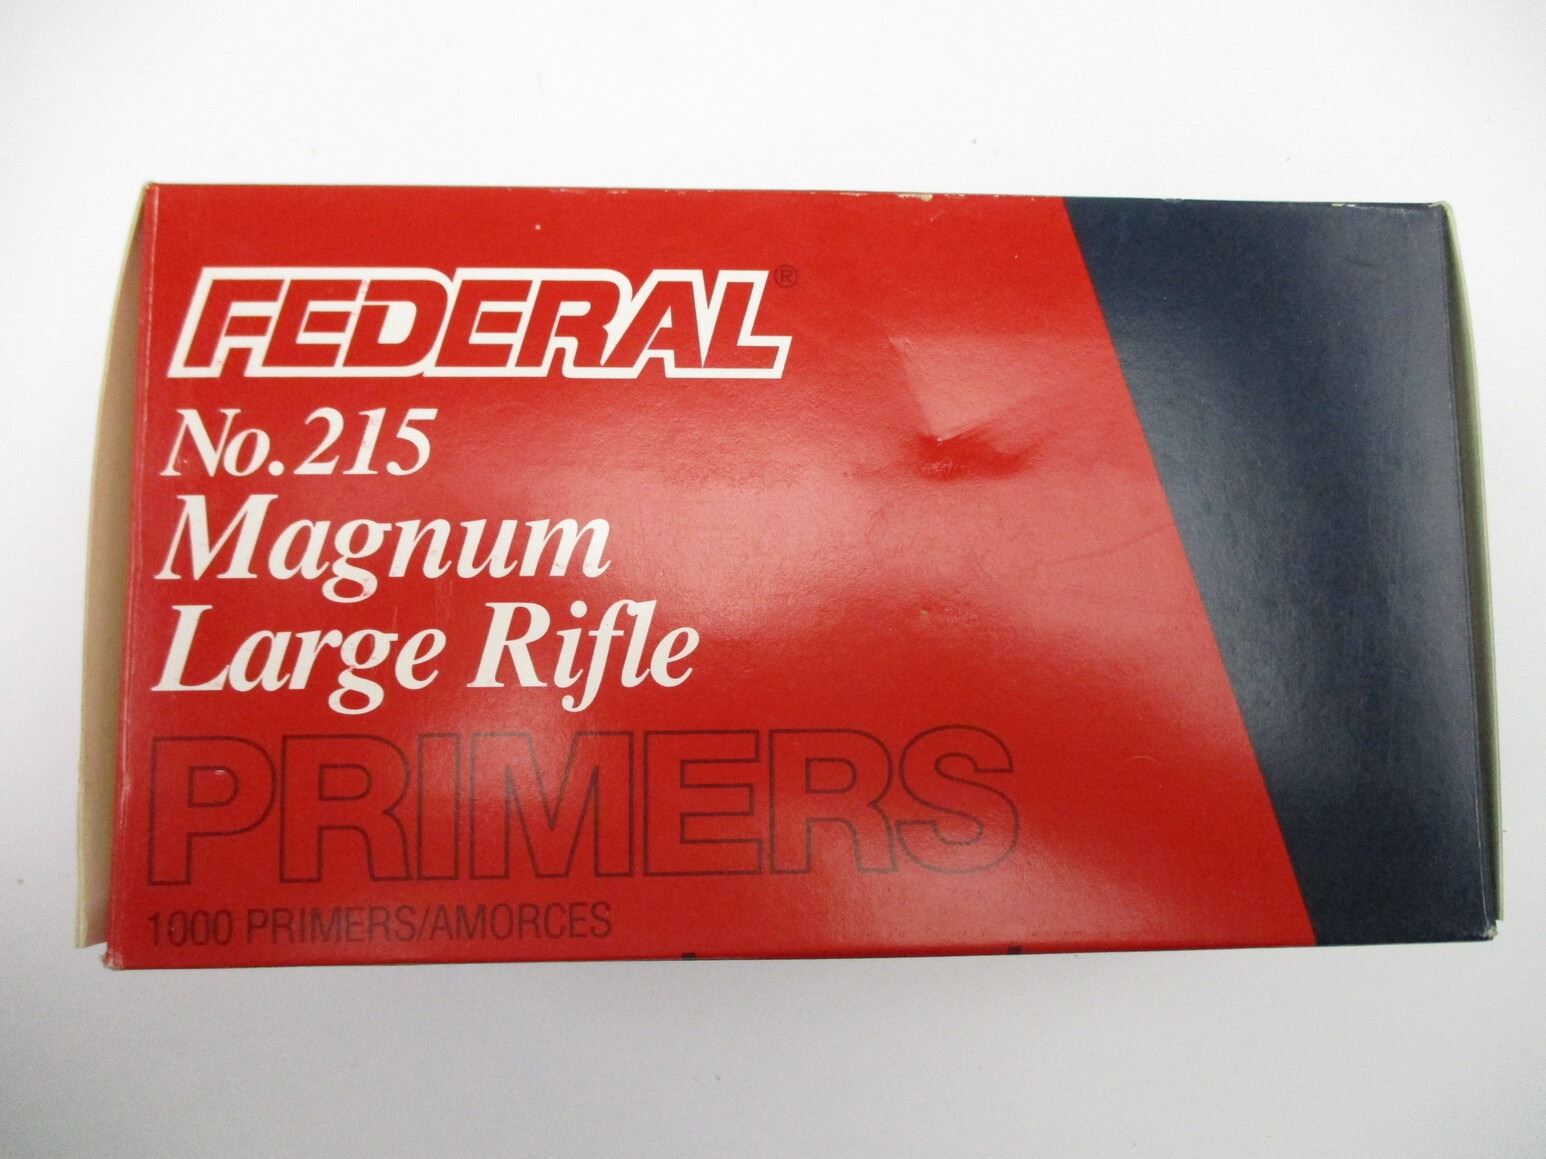 FEDERAL®
No. 215
Magnum
Large Rifle
PRIMERS
1000 PRIMERS/AMORCES